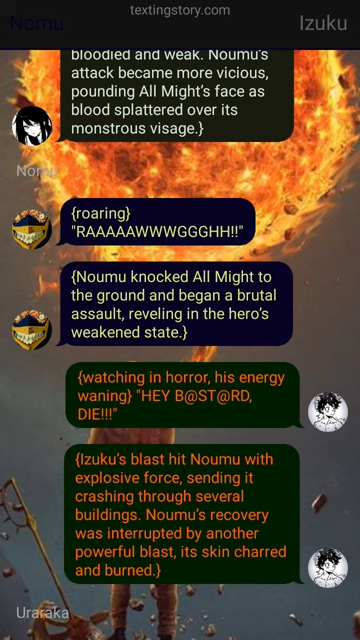 textingstory.com
Nomu
Izuku
bloodied and weak. Noumu's
attack became more vicious,
pounding All Might's face as
blood splattered over its
monstrous visage.}
Nomu
{roaring}
"RAAAAAWWWGGGHH!!"
{Noumu knocked All Might to
the ground and began a brutal
assault, reveling in the hero's
weakened state.}
{watching in horror, his energy
waning} "HEY B@ST@RD,
DIE!!!"
{Izuku's blast hit Noumu with
explosive force, sending it
crashing through several
buildings. Noumu's recovery
was interrupted by another
powerful blast, its skin charred
and burned.}
Uraraka